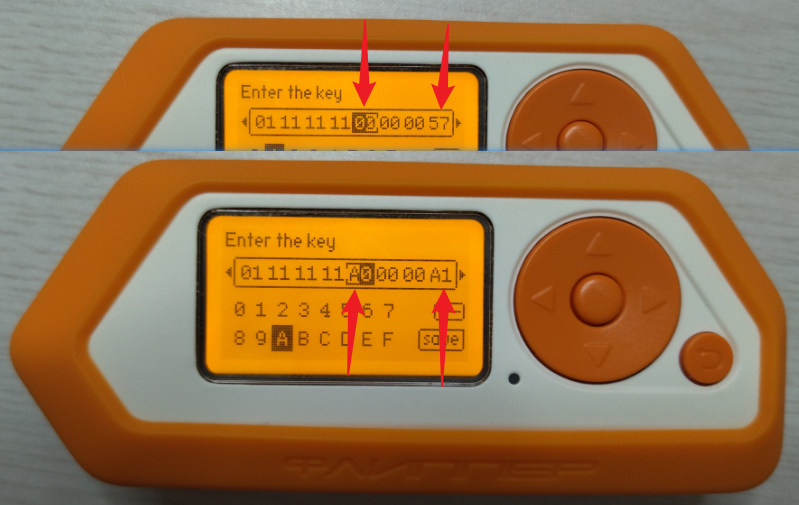 Enter the key
01 11 11 11 00 00 00 57
Enter the key
01 11 11 11 A0 00 00 A1
0 1 2 3 4 5 6 7
8 9 A B C D E F save
ФЛИППЕР